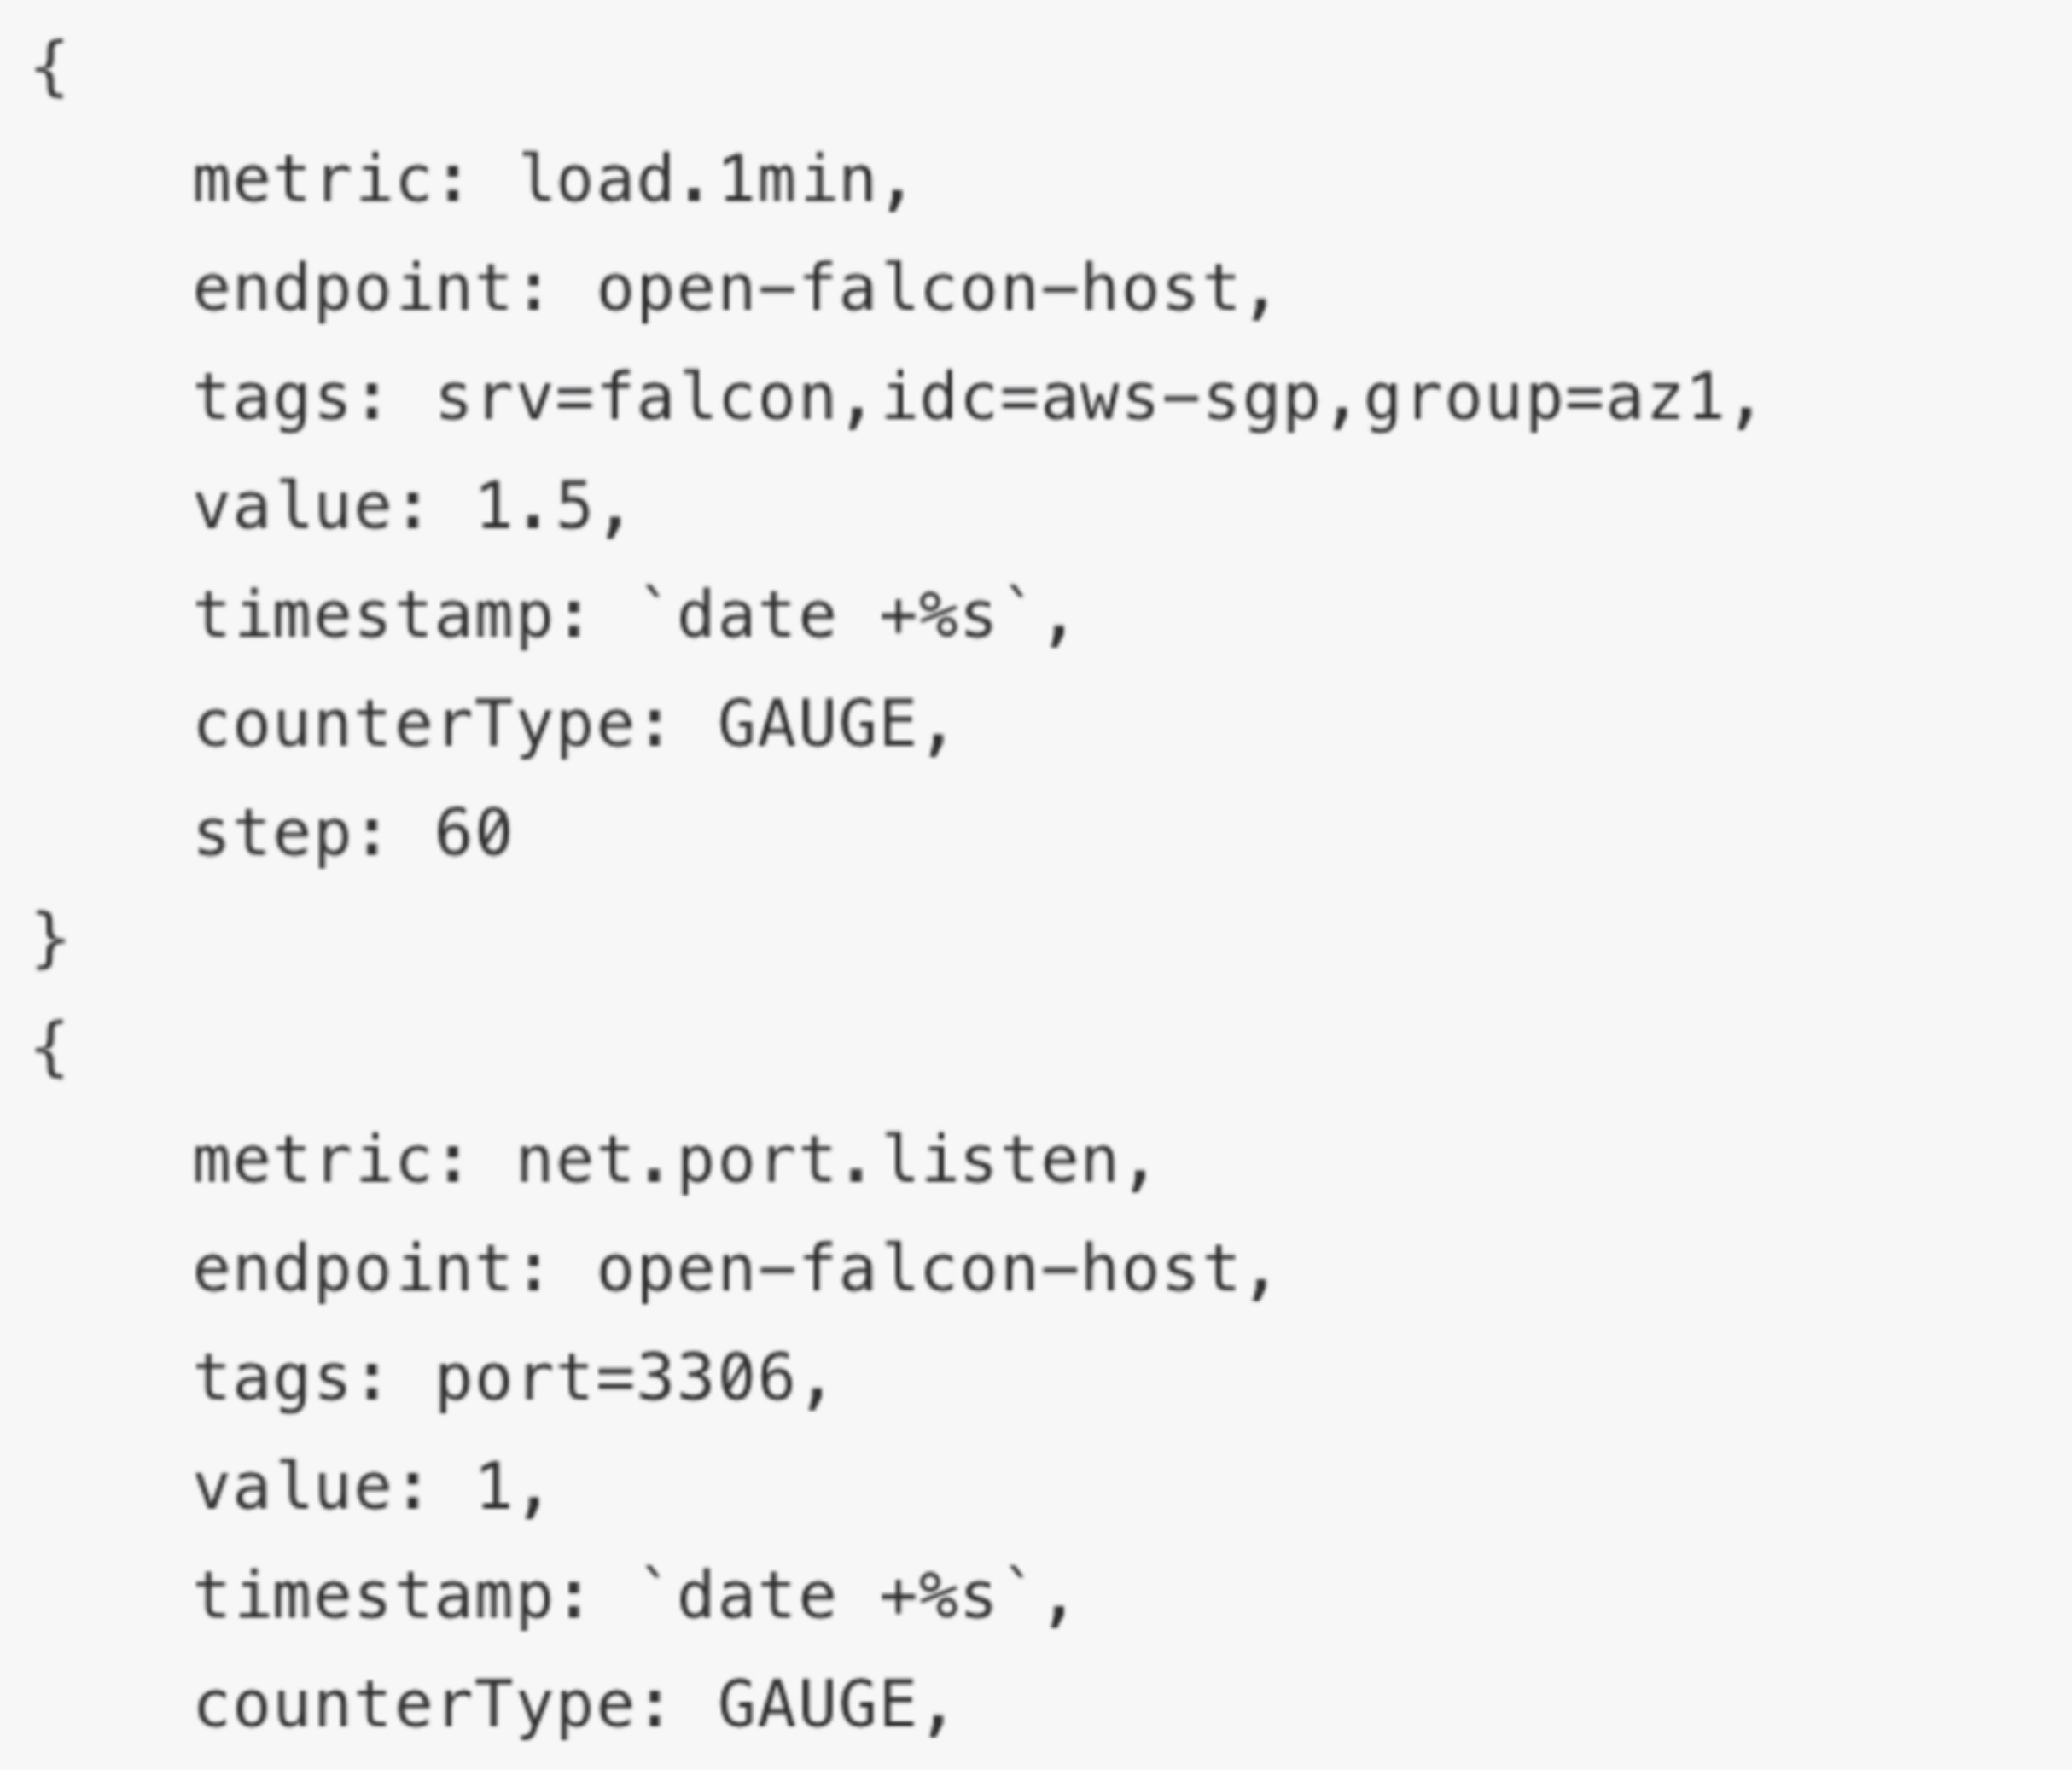 {
    metric: load.1min,
    endpoint: open-falcon-host,
    tags: srv=falcon,idc=aws-sgp,group=az1,
    value: 1.5,
    timestamp: `date +%s`,
    counterType: GAUGE,
    step: 60
}
{
    metric: net.port.listen,
    endpoint: open-falcon-host,
    tags: port=3306,
    value: 1,
    timestamp: `date +%s`,
    counterType: GAUGE,